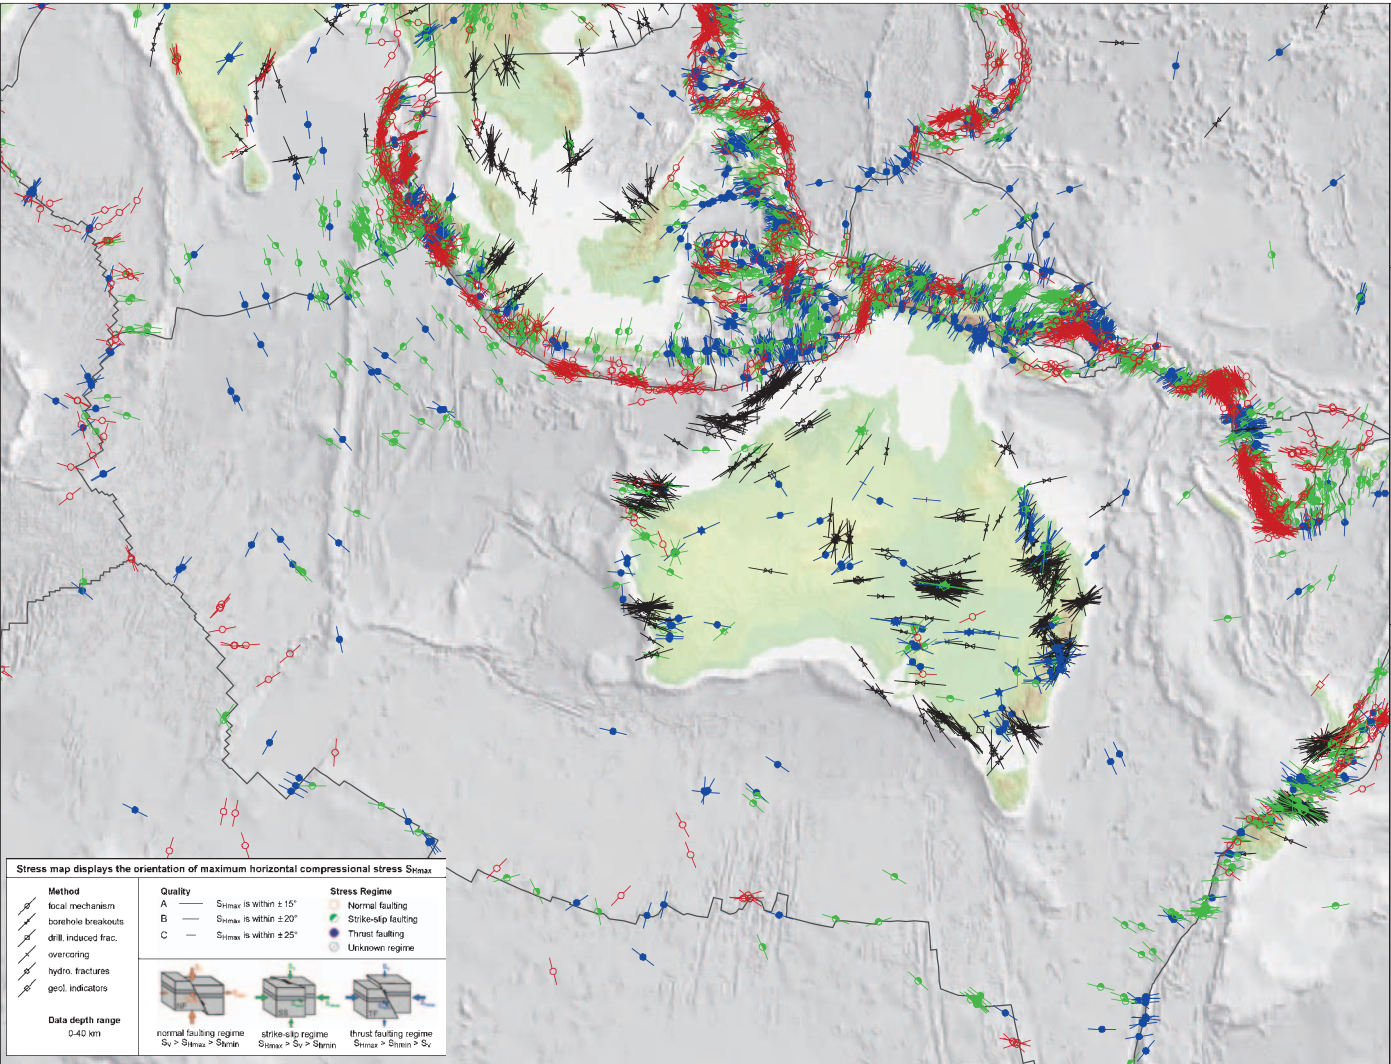 Stress map displays the orientation of maximum horizontal compressional stress SHmax
Method
focal mechanism
borehole breakouts
drill. induced frac.
overcoring
hydro. fractures
geol. indicators
Data depth range
0-40 km
Quality
A SHmax is within ± 15°
B SHmax is within ± 20°
C SHmax is within ± 25°
Stress Regime
Normal faulting
Strike-slip faulting
Thrust faulting
Unknown regime
NF
SS
TF
normal faulting regime
SV > SHmax > Shmin
strike-slip regime
SHmax > SV > Shmin
thrust faulting regime
SHmax > Shmin > SV